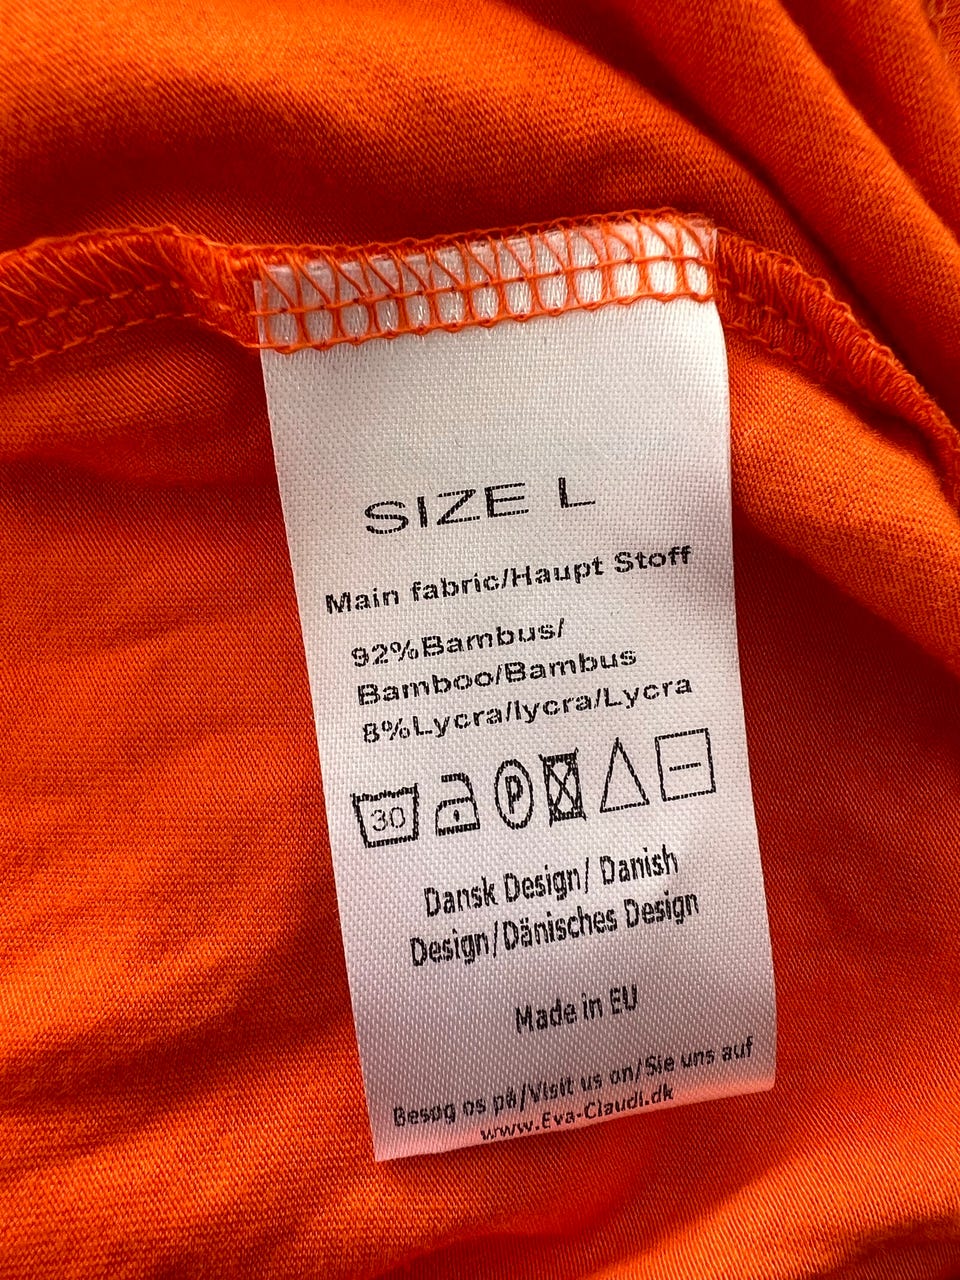 SIZE L
Main fabric/Haupt Stoff
92%Bambus/
Bamboo/Bambus
8%Lycra/lycra/Lycra
30 P
Dansk Design/ Danish
Design/Dänisches Design
Made in EU
Besøg os på/Visit us on/Sie uns auf
www.Eva-Claudi.dk